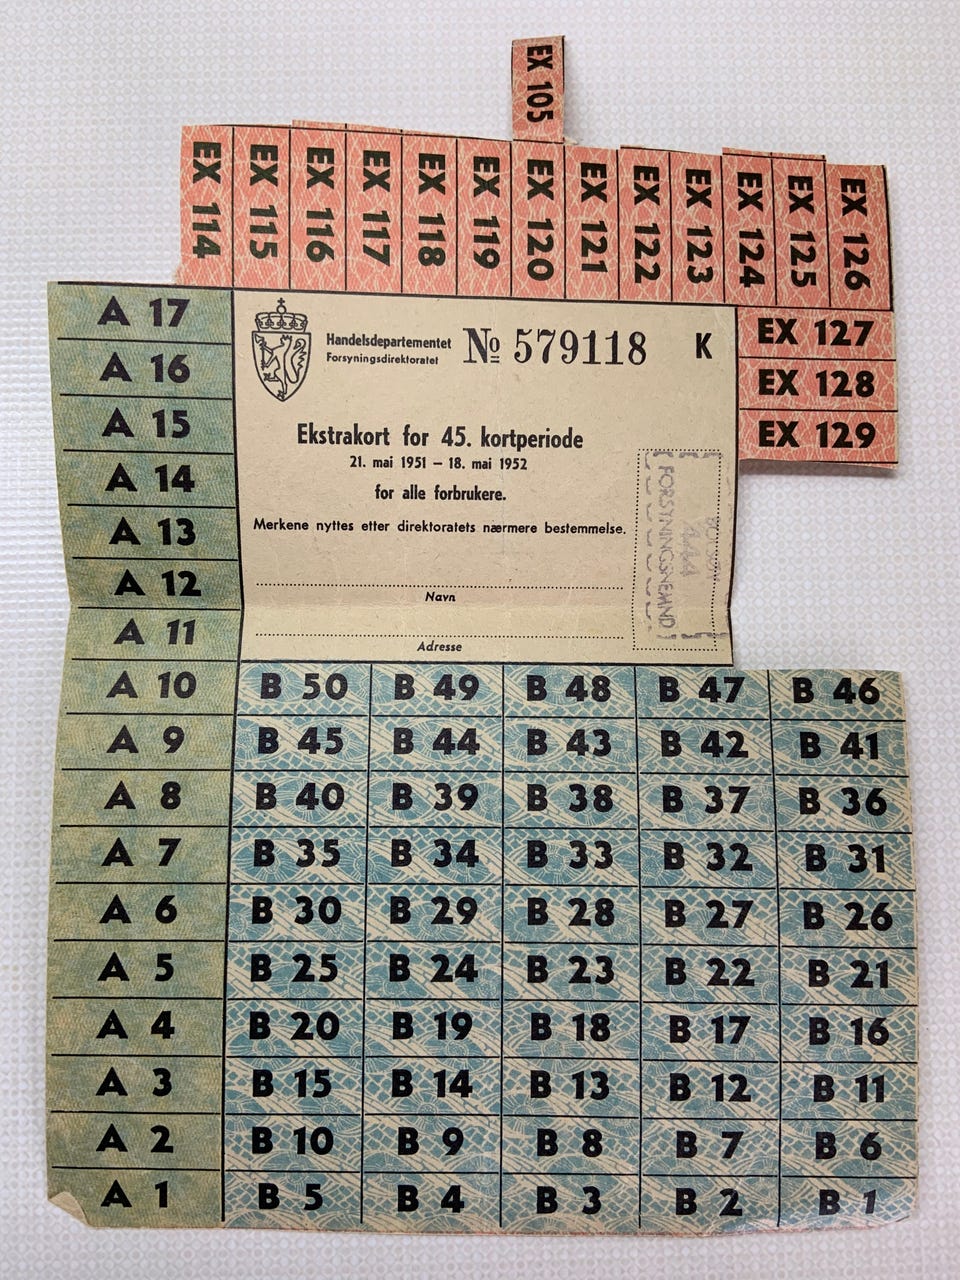 EX 105
EX 114 EX 115 EX 116 EX 117 EX 118 EX 119 EX 120 EX 121 EX 122 EX 123 EX 124 EX 125 EX 126
EX 127
EX 128
EX 129
A 17
A 16
A 15
A 14
A 13
A 12
A 11
A 10
A 9
A 8
A 7
A 6
A 5
A 4
A 3
A 2
A 1
Handelsdepartementet
Forsyningsdirektoratet
№ 579118 K
Ekstrakort for 45. kortperiode
21. mai 1951 – 18. mai 1952
for alle forbrukere.
Merkene nyttes etter direktoratets nærmere bestemmelse.
Navn
Adresse
FORSYNINGSNEMND
B 50 B 49 B 48 B 47 B 46
B 45 B 44 B 43 B 42 B 41
B 40 B 39 B 38 B 37 B 36
B 35 B 34 B 33 B 32 B 31
B 30 B 29 B 28 B 27 B 26
B 25 B 24 B 23 B 22 B 21
B 20 B 19 B 18 B 17 B 16
B 15 B 14 B 13 B 12 B 11
B 10 B 9 B 8 B 7 B 6
B 5 B 4 B 3 B 2 B 1